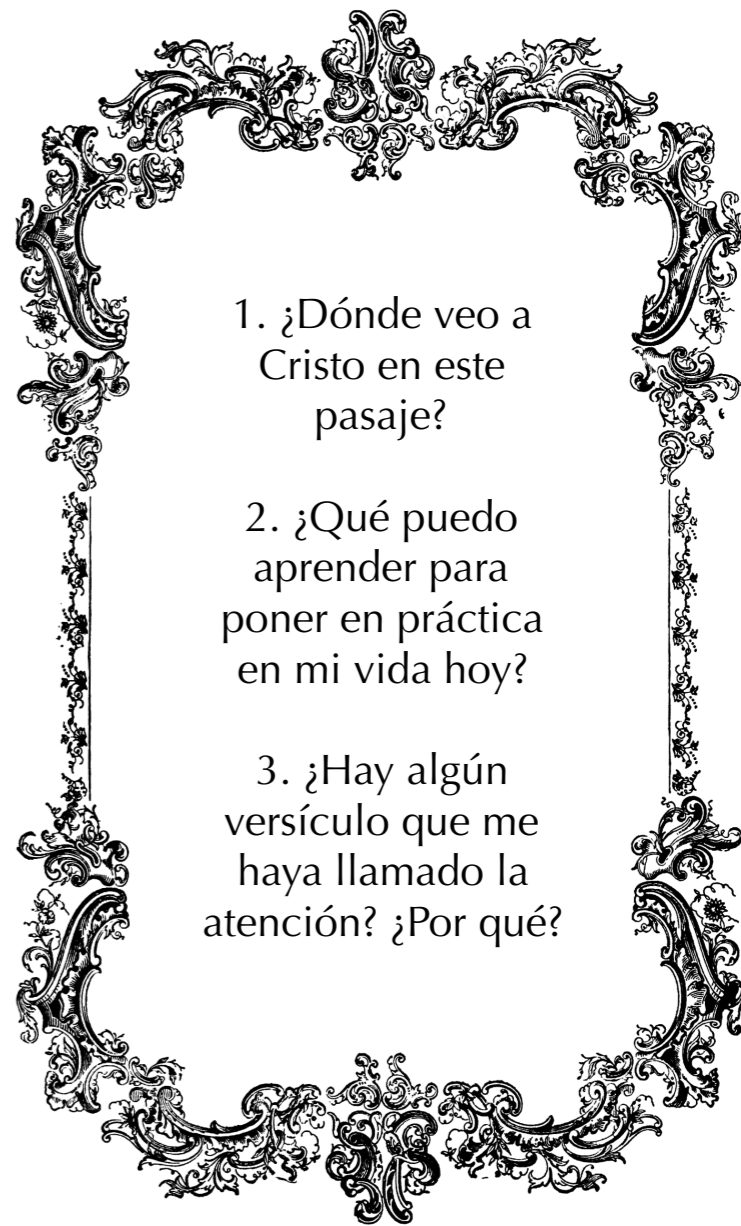 1. ¿Dónde veo a
Cristo en este
pasaje?
2. ¿Qué puedo
aprender para
poner en práctica
en mi vida hoy?
3. ¿Hay algún
versículo que me
haya llamado la
atención? ¿Por qué?